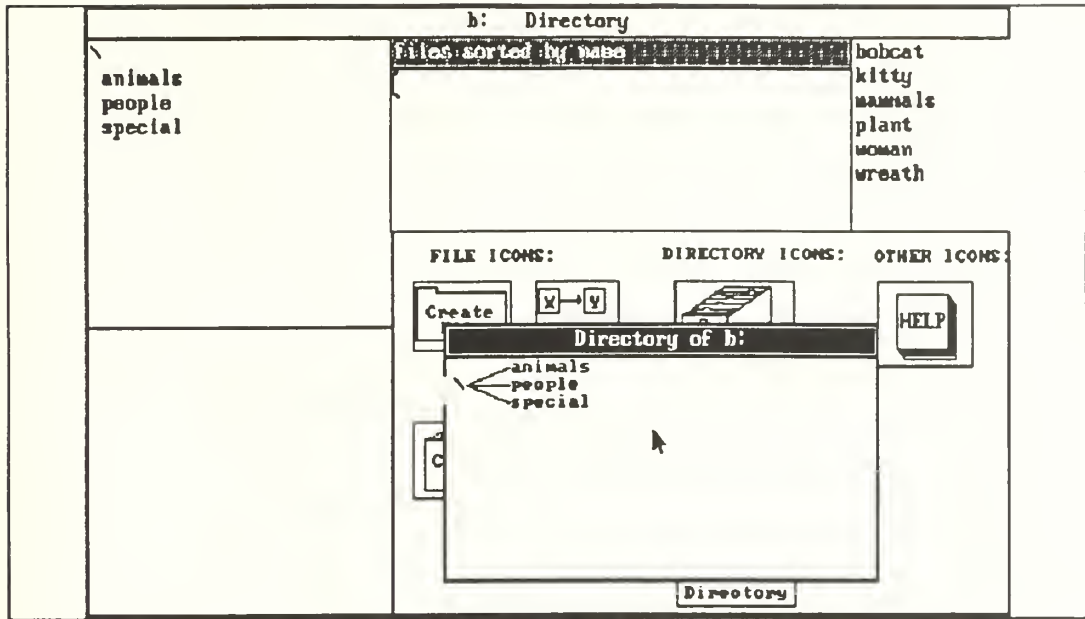 b: Directory
\
animals
people
special
files sorted by name
\
bobcat
kitty
mammals
plant
woman
wreath
FILE ICONS:
DIRECTORY ICONS:
OTHER ICONS:
Create
X→Y
HELP
Directory of b:
\
animals
people
special
C
Directory